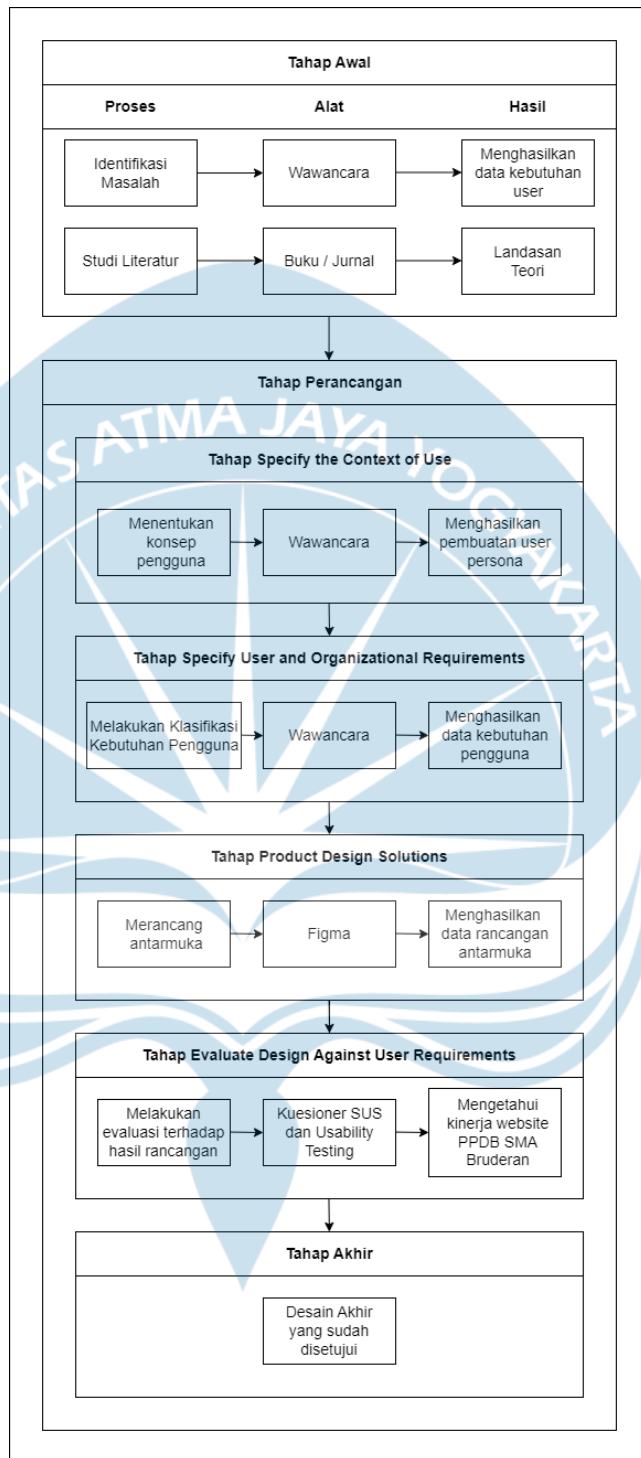 Tahap Awal
Proses
Alat
Hasil
Identifikasi
Masalah
Wawancara
Menghasilkan
data kebutuhan
user
Studi Literatur
Buku / Jurnal
Landasan
Teori
Tahap Perancangan
ITAS ATMA JAYA YOGYAKARTA
Tahap Specify the Context of Use
Menentukan
konsep
pengguna
Wawancara
Menghasilkan
pembuatan user
persona
Tahap Specify User and Organizational Requirements
Melakukan Klasifikasi
Kebutuhan Pengguna
Wawancara
Menghasilkan
data kebutuhan
pengguna
Tahap Product Design Solutions
Merancang
antarmuka
Figma
Menghasilkan
data rancangan
antarmuka
Tahap Evaluate Design Against User Requirements
Melakukan
evaluasi terhadap
hasil rancangan
Kuesioner SUS
dan Usability
Testing
Mengetahui
kinerja website
PPDB SMA
Bruderan
Tahap Akhir
Desain Akhir
yang sudah
disetujui